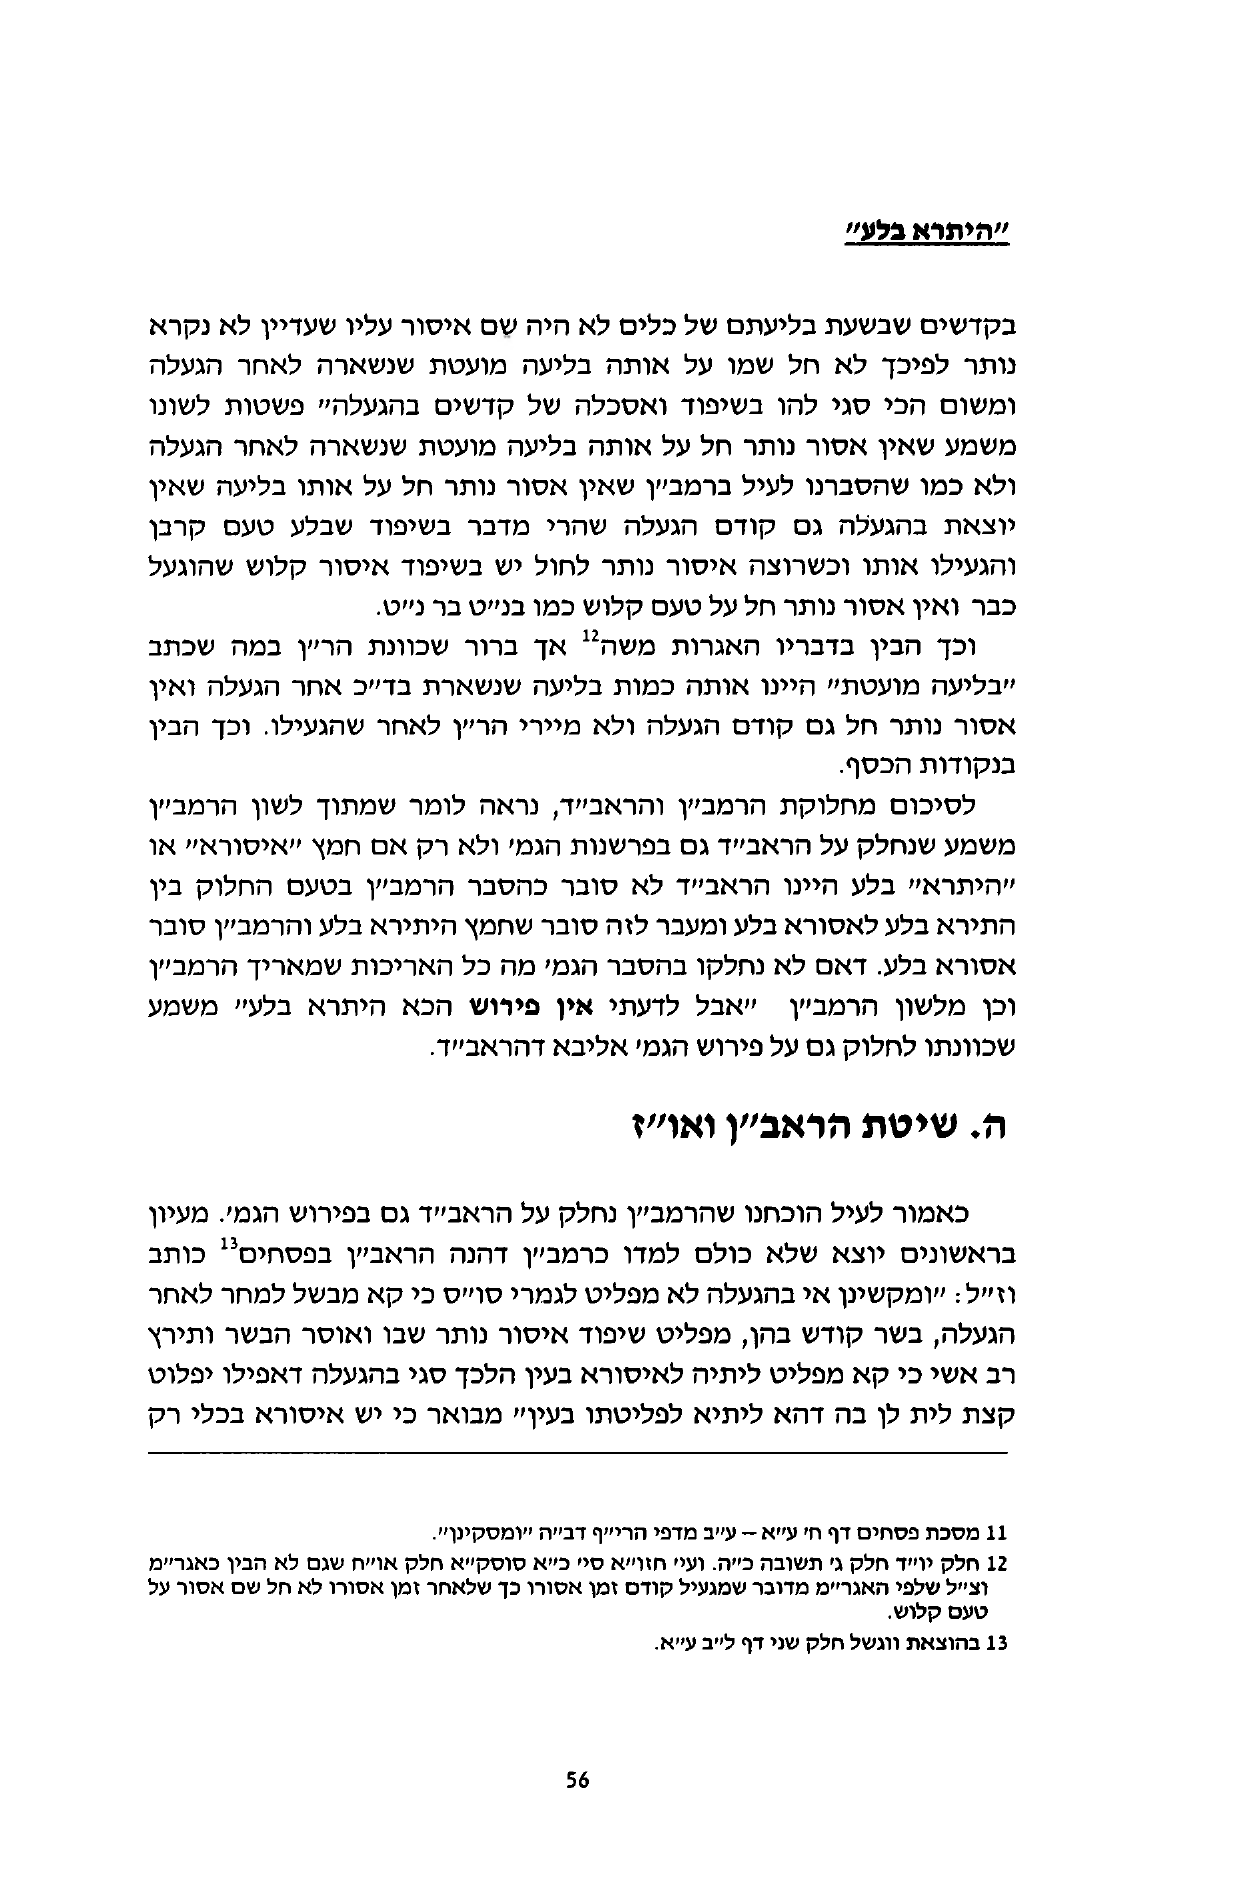 "היתרא בלע"
בקדשים שבשעת בליעתם של כלים לא היה שם איסור עליו שעדיין לא נקרא
נותר לפיכך לא חל שמו על אותה בליעה מועטת שנשארה לאחר הגעלה
ומשום הכי סגי להו בשיפוד ואסכלה של קדשים בהגעלה" פשטות לשונו
משמע שאין אסור נותר חל על אותה בליעה מועטת שנשארה לאחר הגעלה
ולא כמו שהסברנו לעיל ברמב"ן שאין אסור נותר חל על אותו בליעה שאין
יוצאת בהגעלה גם קודם הגעלה שהרי מדבר בשיפוד שבלע טעם קרבן
והגעילו אותו וכשרוצה איסור נותר לחול יש בשיפוד איסור קלוש שהוגעל
כבר ואין אסור נותר חל על טעם קלוש כמו בנ"ט בר נ"ט.
וכך הבין בדבריו האגרות משה12 אך ברור שכוונת הר"ן במה שכתב
"בליעה מועטת" היינו אותה כמות בליעה שנשארת בד"כ אחר הגעלה ואין
אסור נותר חל גם קודם הגעלה ולא מיירי הר"ן לאחר שהגעילו. וכך הבין
בנקודות הכסף.
לסיכום מחלוקת הרמב"ן והראב"ד, נראה לומר שמתוך לשון הרמב"ן
משמע שנחלק על הראב"ד גם בפרשנות הגמ' ולא רק אם חמץ "איסורא" או
"היתרא" בלע היינו הראב"ד לא סובר כהסבר הרמב"ן בטעם החלוק בין
התירא בלע לאסורא בלע ומעבר לזה סובר שחמץ היתירא בלע והרמב"ן סובר
אסורא בלע. דאם לא נחלקו בהסבר הגמ' מה כל האריכות שמאריך הרמב"ן
וכן מלשון הרמב"ן "אבל לדעתי אין פירוש הכא היתרא בלע" משמע
שכוונתו לחלוק גם על פירוש הגמ' אליבא דהראב"ד.
ה. שיטת הראב"ן ואו"ז
כאמור לעיל הוכחנו שהרמב"ן נחלק על הראב"ד גם בפירוש הגמ'. מעיון
בראשונים יוצא שלא כולם למדו כרמב"ן דהנה הראב"ן בפסחים13 כותב
וז"ל: "ומקשינן אי בהגעלה לא מפליט לגמרי סו"ס כי קא מבשל למחר לאחר
הגעלה, בשר קודש בהן, מפליט שיפוד איסור נותר שבו ואוסר הבשר ותירץ
רב אשי כי קא מפליט ליתיה לאיסורא בעין הלכך סגי בהגעלה דאפילו יפלוט
קצת לית לן בה דהא ליתיא לפליטתו בעין" מבואר כי יש איסורא בכלי רק
11 מסכת פסחים דף ח' ע"א – ע"ב מדפי הרי"ף דב"ה "ומסקינן".
12 חלק יו"ד חלק ג' תשובה כ"ה. ועי' חזו"א סי' כ"א סוסק"א חלק או"ח שגם לא הבין כאגר"מ
וצ"ל שלפי האגר"מ מדובר שמגעיל קודם זמן אסורו כך שלאחר זמן אסורו לא חל שם אסור על
טעם קלוש.
13 בהוצאת ווגשל חלק שני דף ל"ב ע"א.
56